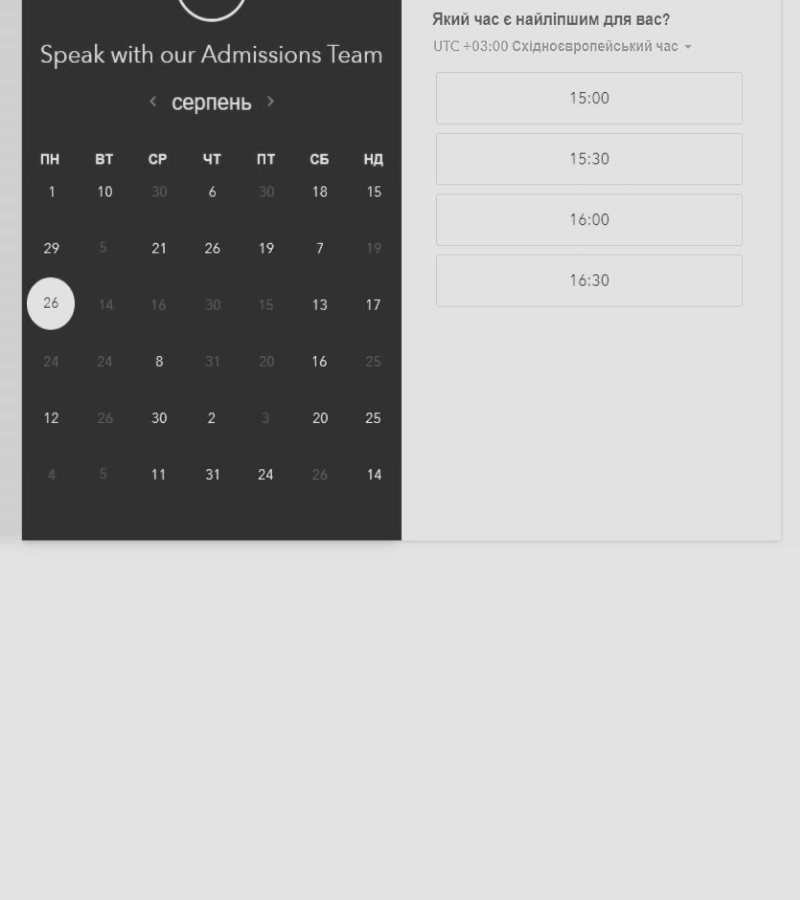 Speak with our Admissions Team
серпень
ПН ВТ СР ЧТ ПТ СБ НД
1 10 30 6 30 18 15
29 5 21 26 19 7 19
26 14 16 30 15 13 17
24 24 8 31 20 16 25
12 26 30 2 3 20 25
4 5 11 31 24 26 14
Який час є найліпшим для вас?
UTC +03:00 Східноєвропейський час
15:00
15:30
16:00
16:30